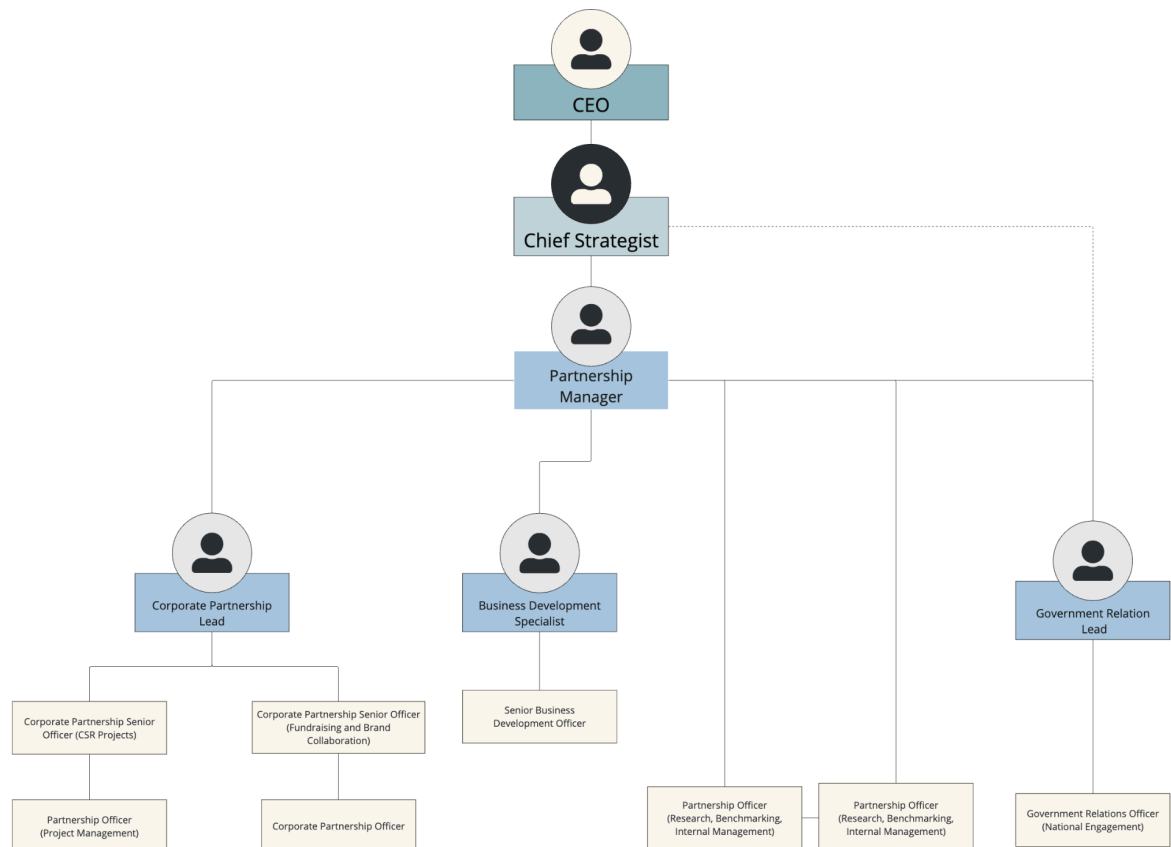 CEO
Chief Strategist
Partnership
Manager
Corporate Partnership
Lead
Business Development
Specialist
Government Relation
Lead
Corporate Partnership Senior
Officer (CSR Projects)
Corporate Partnership Senior Officer
(Fundraising and Brand
Collaboration)
Senior Business
Development Officer
Partnership Officer
(Project Management)
Corporate Partnership Officer
Partnership Officer
(Research, Benchmarking,
Internal Management)
Partnership Officer
(Research, Benchmarking,
Internal Management)
Government Relations Officer
(National Engagement)